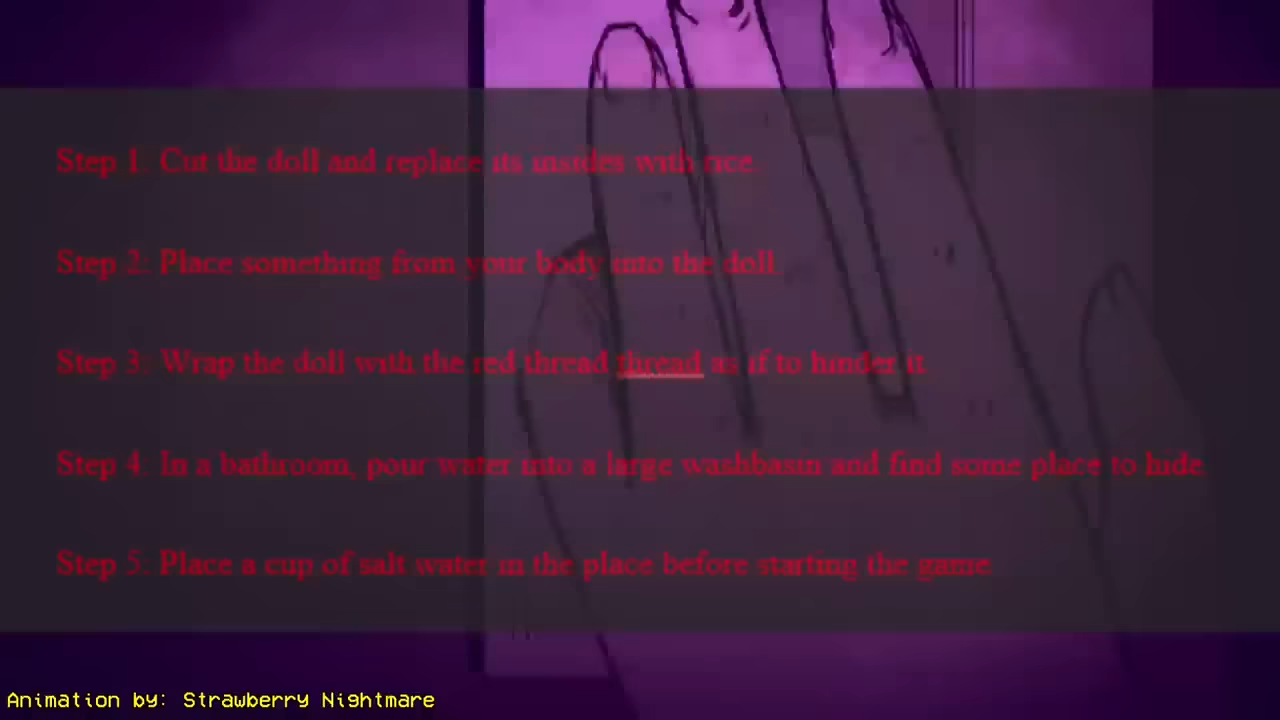 Step 1: Cut the doll and replace its insides with rice.
Step 2: Place something from your body into the doll.
Step 3: Wrap the doll with the red thread thread as if to hinder it.
Step 4: In a bathroom, pour water into a large washbasin and find some place to hide.
Step 5: Place a cup of salt water in the place before starting the game.
Animation by: Strawberry Nightmare